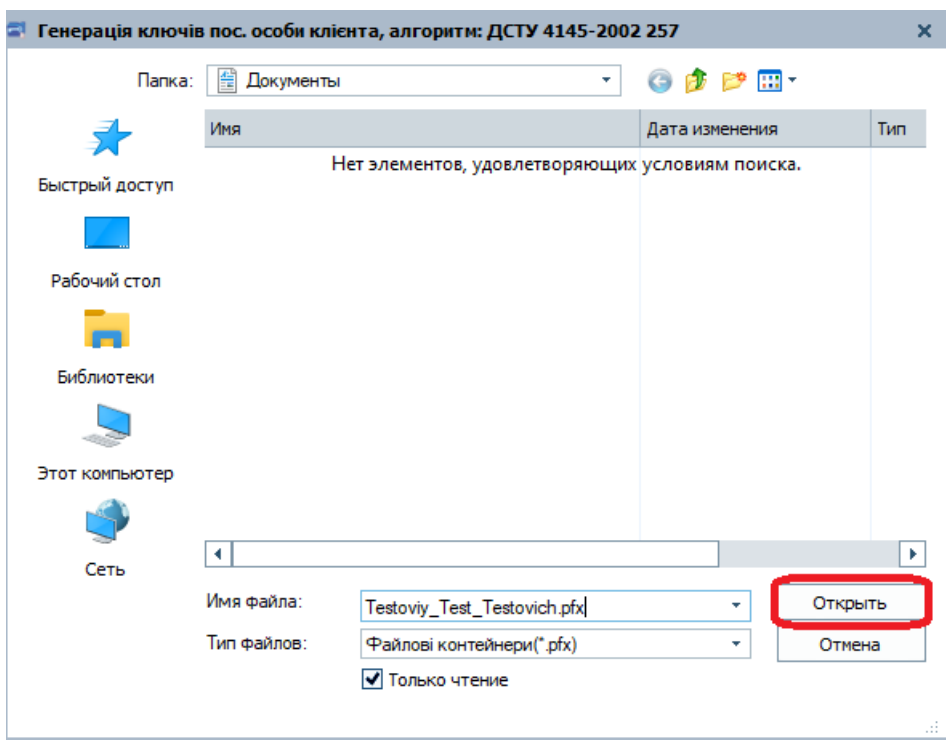 Генерація ключів пос. особи клієнта, алгоритм: ДСТУ 4145-2002 257
Папка: Документы
Имя Дата изменения Тип
Нет элементов, удовлетворяющих условиям поиска.
Быстрый доступ
Рабочий стол
Библиотеки
Этот компьютер
Сеть
Имя файла: Testoviy_Test_Testovich.pfx Открыть
Тип файлов: Файлові контейнери(*.pfx) Отмена
Только чтение